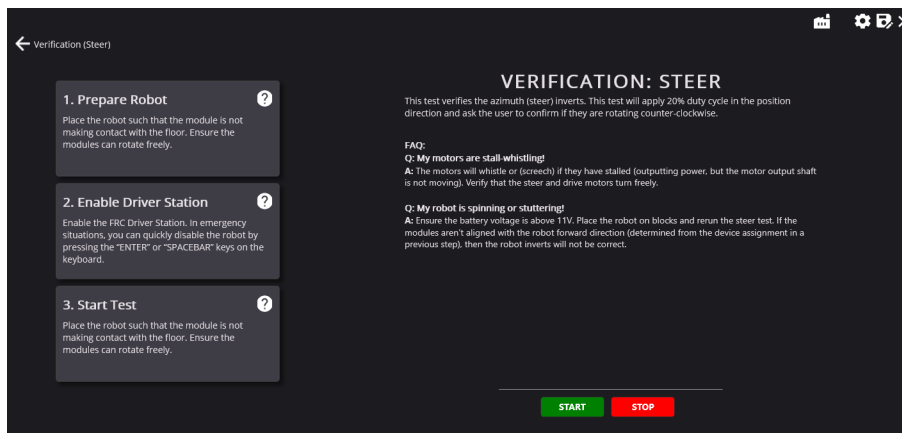 Verification (Steer)
1. Prepare Robot
Place the robot such that the module is not
making contact with the floor. Ensure the
modules can rotate freely.
2. Enable Driver Station
Enable the FRC Driver Station. In emergency
situations, you can quickly disable the robot by
pressing the “ENTER” or “SPACEBAR” keys on the
keyboard.
3. Start Test
Place the robot such that the module is not
making contact with the floor. Ensure the
modules can rotate freely.
VERIFICATION: STEER
This test verifies the azimuth (steer) inverts. This test will apply 20% duty cycle in the position
direction and ask the user to confirm if they are rotating counter-clockwise.
FAQ:
Q: My motors are stall-whistling!
A: The motors will whistle or (screech) if they have stalled (outputting power, but the motor output shaft
is not moving). Verify that the steer and drive motors turn freely.
Q: My robot is spinning or stuttering!
A: Ensure the battery voltage is above 11V. Place the robot on blocks and rerun the steer test. If the
modules aren't aligned with the robot forward direction (determined from the device assignment in a
previous step), then the robot inverts will not be correct.
START
STOP